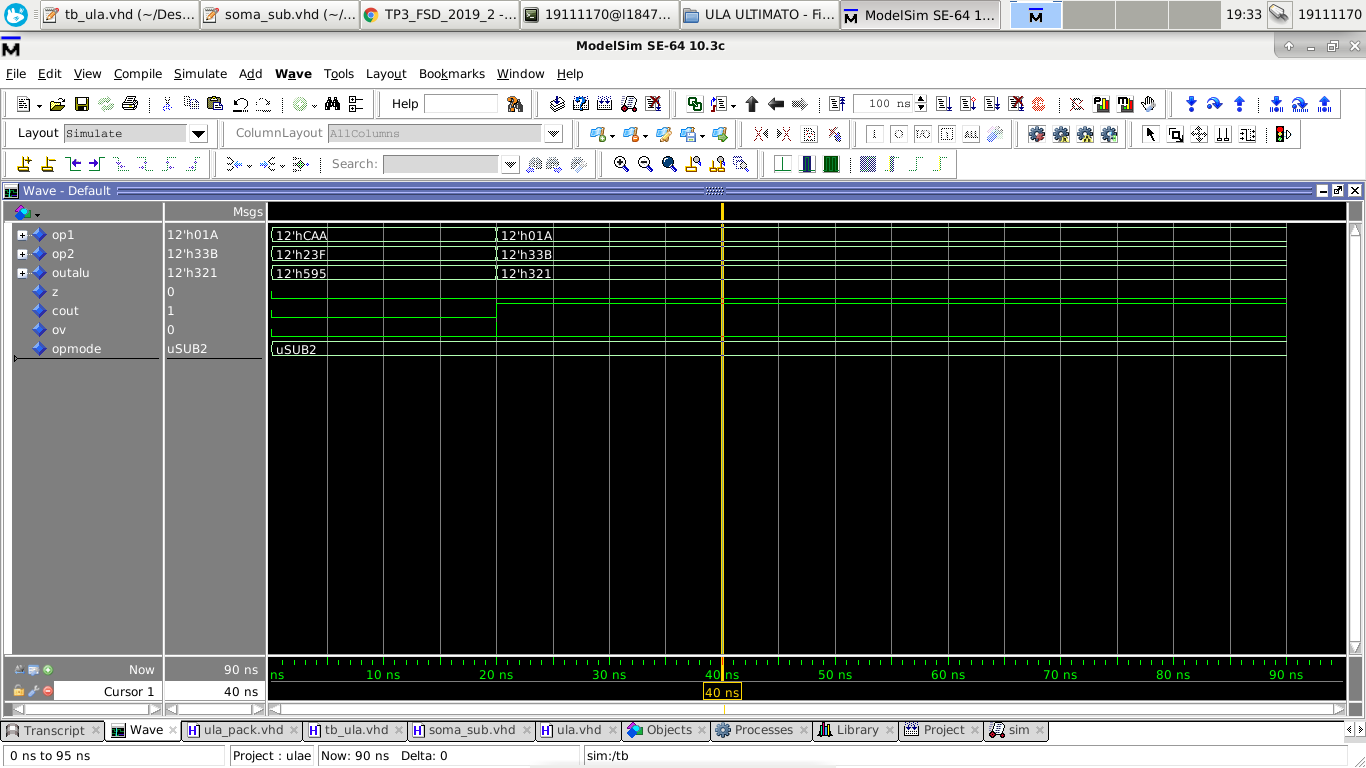 tb_ula.vhd (~/Des... soma_sub.vhd (~/... TP3_FSD_2019_2 -... 19111170@l1847... ULA ULTIMATO - Fi... ModelSim SE-64 1... 19:33 19111170
ModelSim SE-64 10.3c
File Edit View Compile Simulate Add Wave Tools Layout Bookmarks Window Help
Help 100 ns
Layout Simulate ColumnLayout AllColumns
Search:
Wave - Default
Msgs
op1 12'h01A 12'hCAA 12'h01A
op2 12'h33B 12'h23F 12'h33B
outalu 12'h321 12'h595 12'h321
z 0
cout 1
ov 0
opmode uSUB2 uSUB2
Now 90 ns ns 10 ns 20 ns 30 ns 40 ns 50 ns 60 ns 70 ns 80 ns 90 ns
Cursor 1 40 ns 40 ns
Transcript Wave ula_pack.vhd tb_ula.vhd soma_sub.vhd ula.vhd Objects Processes Library Project sim
0 ns to 95 ns Project : ulae Now: 90 ns Delta: 0 sim:/tb